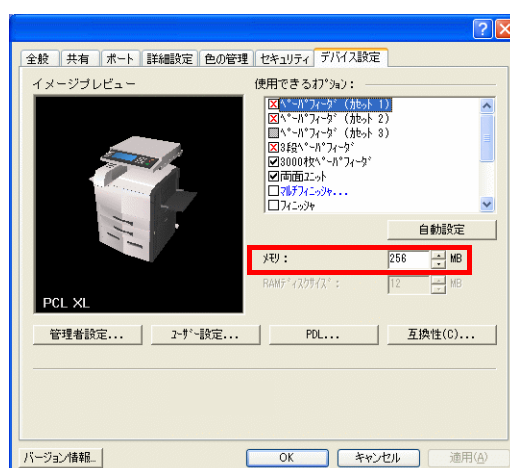 全般 共有 ポート 詳細設定 色の管理 セキュリティ デバイス設定
イメージプレビュー
使用できるｵﾌﾟｼｮﾝ：
ﾍﾟｰﾊﾟﾌｨｰﾀﾞ (ｶｾｯﾄ 1)
ﾍﾟｰﾊﾟﾌｨｰﾀﾞ (ｶｾｯﾄ 2)
ﾍﾟｰﾊﾟﾌｨｰﾀﾞ (ｶｾｯﾄ 3)
3段ﾍﾟｰﾊﾟﾌｨｰﾀﾞ
3000枚ﾍﾟｰﾊﾟﾌｨｰﾀﾞ
両面ﾕﾆｯﾄ
ﾏﾙﾁﾌｨﾆｯｼｬ...
ﾌｨﾆｯｼｬ
自動設定
ﾒﾓﾘ： 256 MB
RAMﾃﾞｨｽｸｻｲｽﾞ： 12 MB
PCL XL
管理者設定... ﾕｰｻﾞｰ設定... PDL... 互換性(C)...
バージョン情報...
OK キャンセル 適用(A)